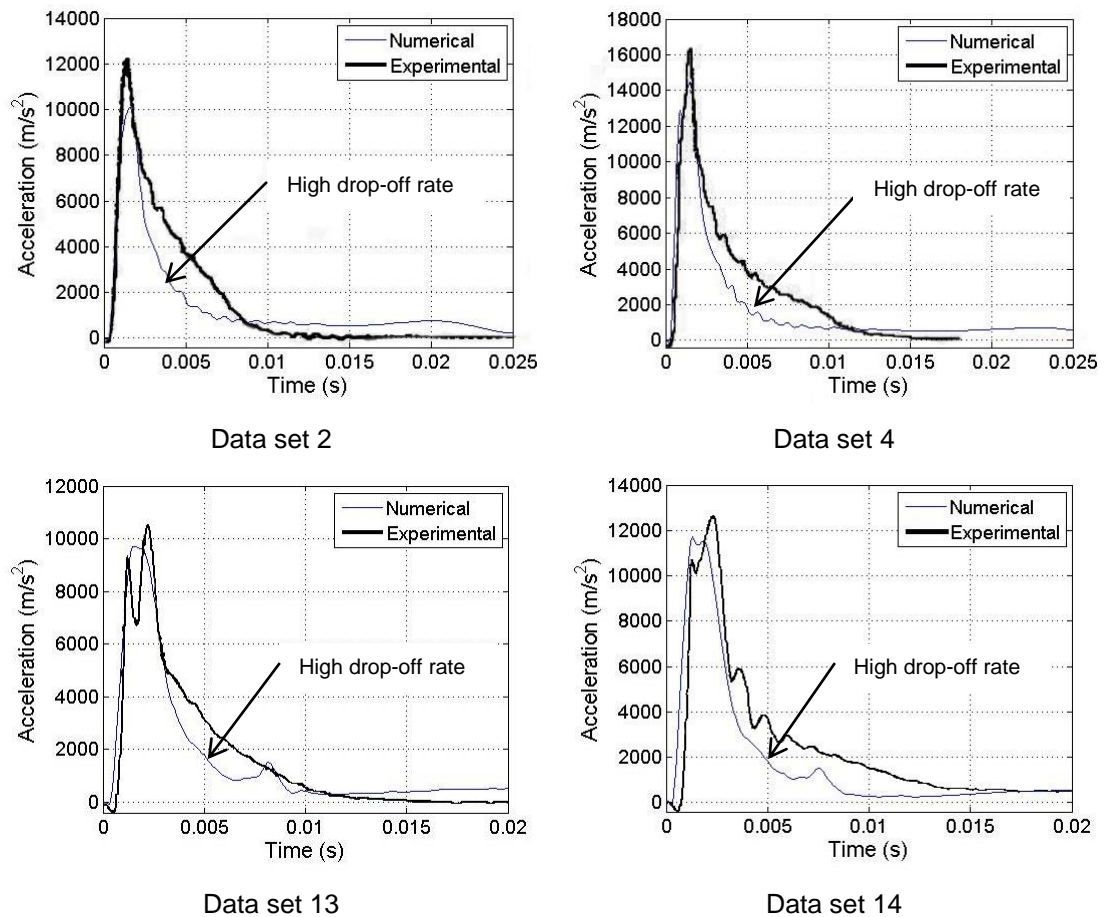 14000
12000
10000
8000
6000
4000
2000
0
Acceleration (m/s²)
Numerical
Experimental
High drop-off rate
0 0.005 0.01 0.015 0.02 0.025
Time (s)
Data set 2
18000
16000
14000
12000
10000
8000
6000
4000
2000
0
Acceleration (m/s²)
Numerical
Experimental
High drop-off rate
0 0.005 0.01 0.015 0.02 0.025
Time (s)
Data set 4
12000
10000
8000
6000
4000
2000
0
Acceleration (m/s²)
Numerical
Experimental
High drop-off rate
0 0.005 0.01 0.015 0.02
Time (s)
Data set 13
14000
12000
10000
8000
6000
4000
2000
0
Acceleration (m/s²)
Numerical
Experimental
High drop-off rate
0 0.005 0.01 0.015 0.02
Time (s)
Data set 14